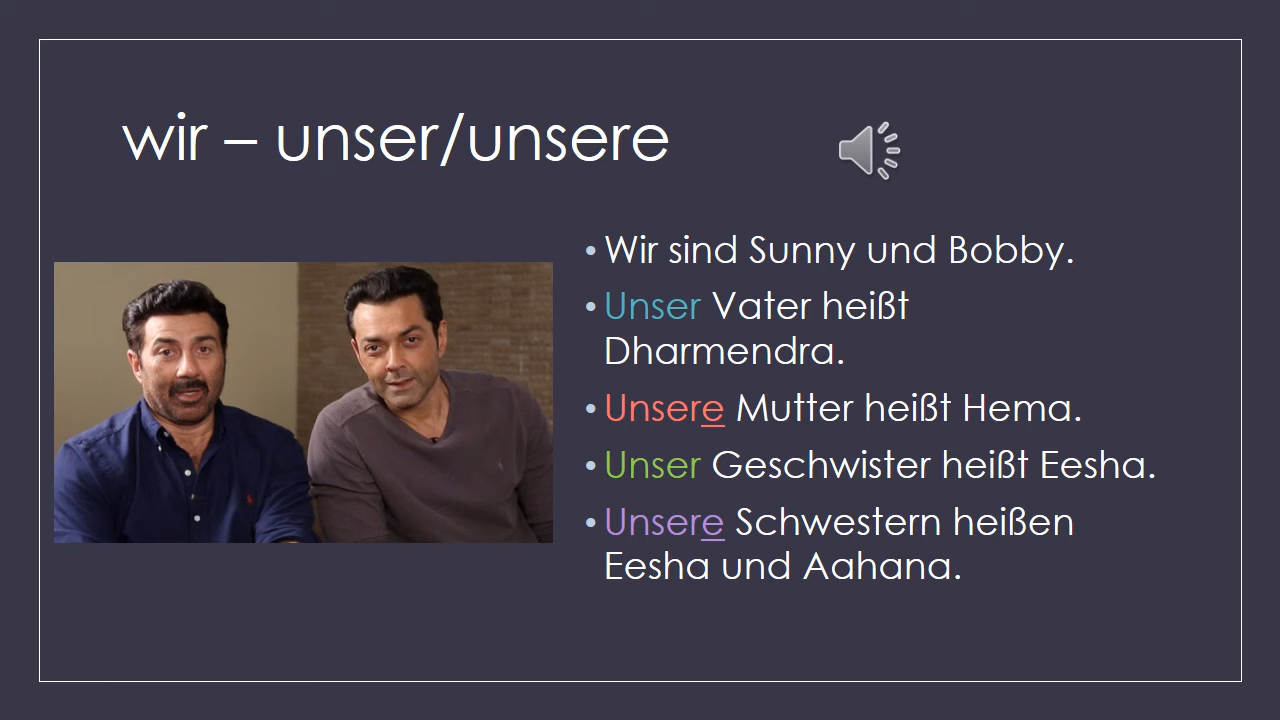 wir – unser/unsere
• Wir sind Sunny und Bobby.
• Unser Vater heißt
Dharmendra.
• Unsere Mutter heißt Hema.
• Unser Geschwister heißt Eesha.
• Unsere Schwestern heißen
Eesha und Aahana.